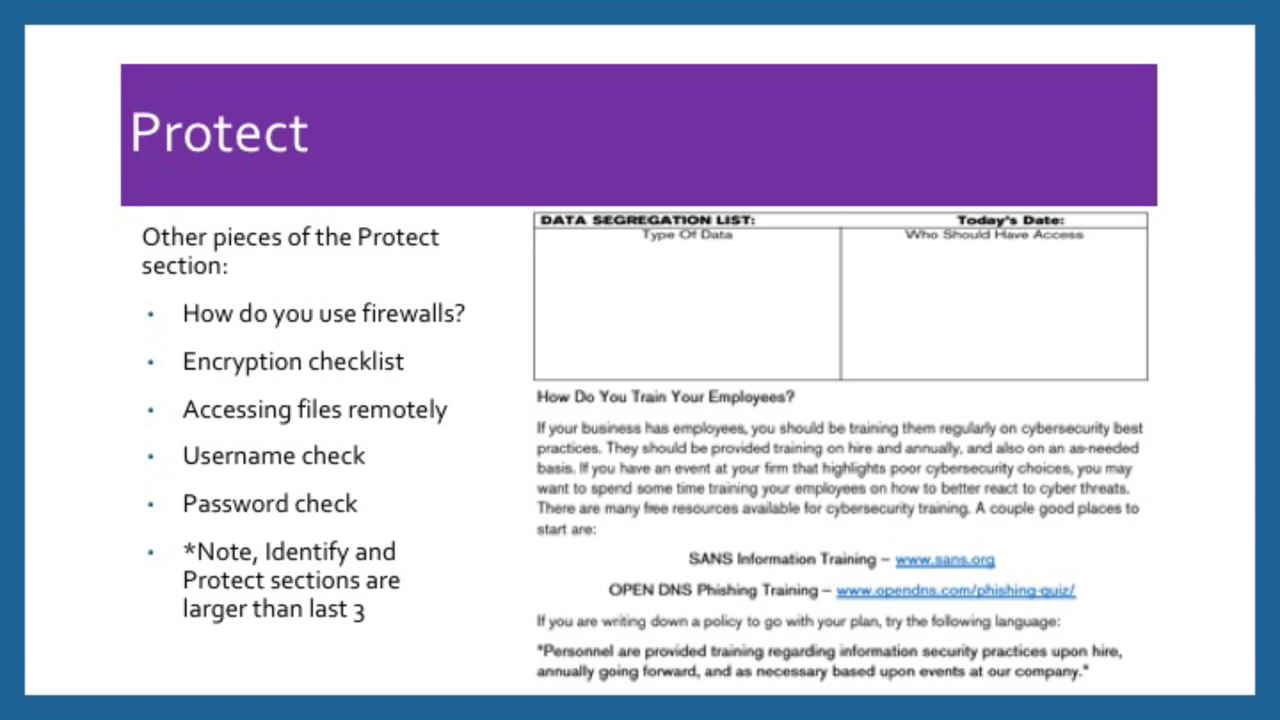 Protect
Other pieces of the Protect
section:
• How do you use firewalls?
• Encryption checklist
• Accessing files remotely
• Username check
• Password check
• *Note, Identify and
Protect sections are
larger than last 3
DATA SEGREGATION LIST: Today's Date:
Type Of Data Who Should Have Access
How Do You Train Your Employees?
If your business has employees, you should be training them regularly on cybersecurity best
practices. They should be provided training on hire and annually, and also on an as-needed
basis. If you have an event at your firm that highlights poor cybersecurity choices, you may
want to spend some time training your employees on how to better react to cyber threats.
There are many free resources available for cybersecurity training. A couple good places to
start are:
SANS Information Training – www.sans.org
OPEN DNS Phishing Training – www.opendns.com/phishing-quiz/
If you are writing down a policy to go with your plan, try the following language:
"Personnel are provided training regarding information security practices upon hire,
annually going forward, and as necessary based upon events at our company."